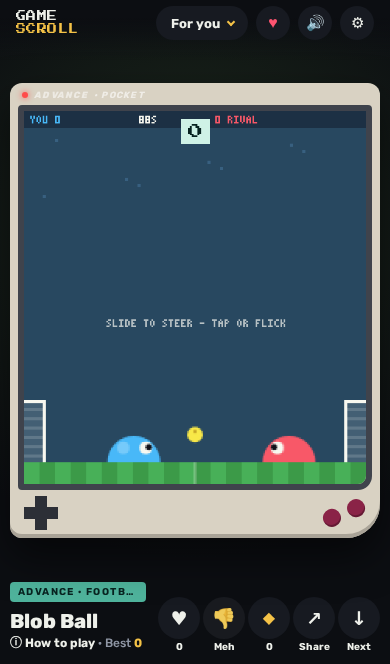 GAME
SCROLL
For you
ADVANCE • POCKET
YOU 0
88S
0 RIVAL
0
SLIDE TO STEER - TAP OR FLICK
ADVANCE • FOOTB…
Blob Ball
How to play • Best 0
0
Meh
0
Share
Next